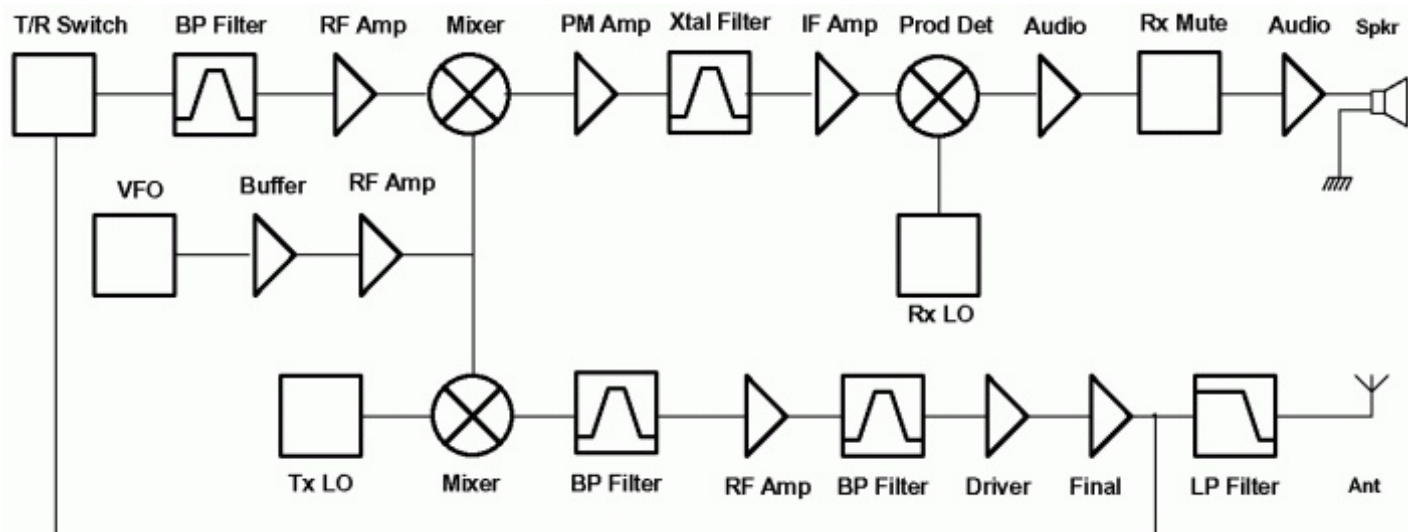 T/R Switch BP Filter RF Amp Mixer PM Amp Xtal Filter IF Amp Prod Det Audio Rx Mute Audio Spkr
VFO Buffer RF Amp
Rx LO
Tx LO Mixer BP Filter RF Amp BP Filter Driver Final LP Filter Ant